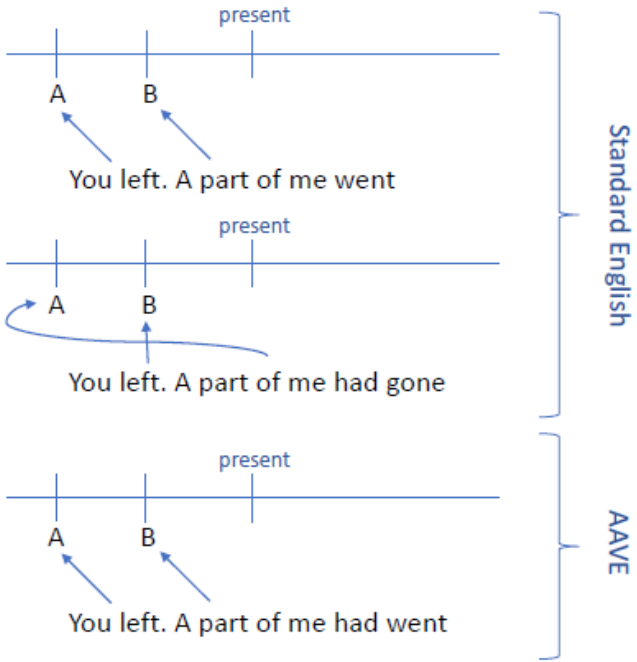 present
A B
You left. A part of me went
present
A B
You left. A part of me had gone
Standard English
present
A B
You left. A part of me had went
AAVE